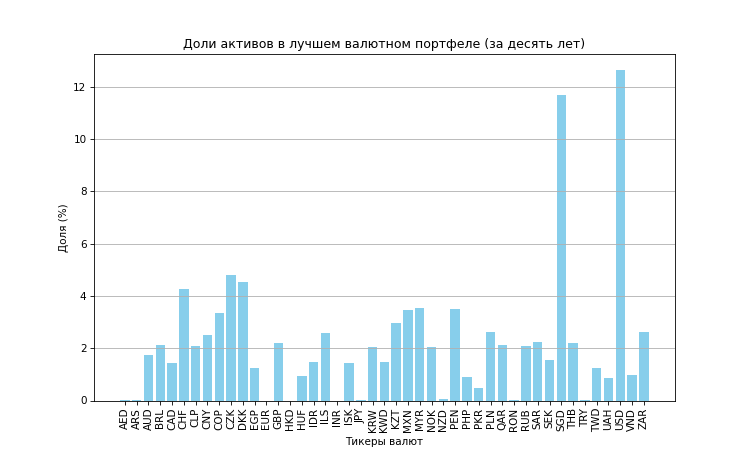 Доли активов в лучшем валютном портфеле (за десять лет)
Доля (%)
12
10
8
6
4
2
0
AED ARS AUD BRL CAD CHF CLP CNY COP CZK DKK EGP EUR GBP HKD HUF IDR ILS INR ISK JPY KRW KWD KZT MXN MYR NOK NZD PEN PHP PKR PLN QAR RON RUB SAR SEK SGD THB TRY TWD UAH USD VND ZAR
Тикеры валют